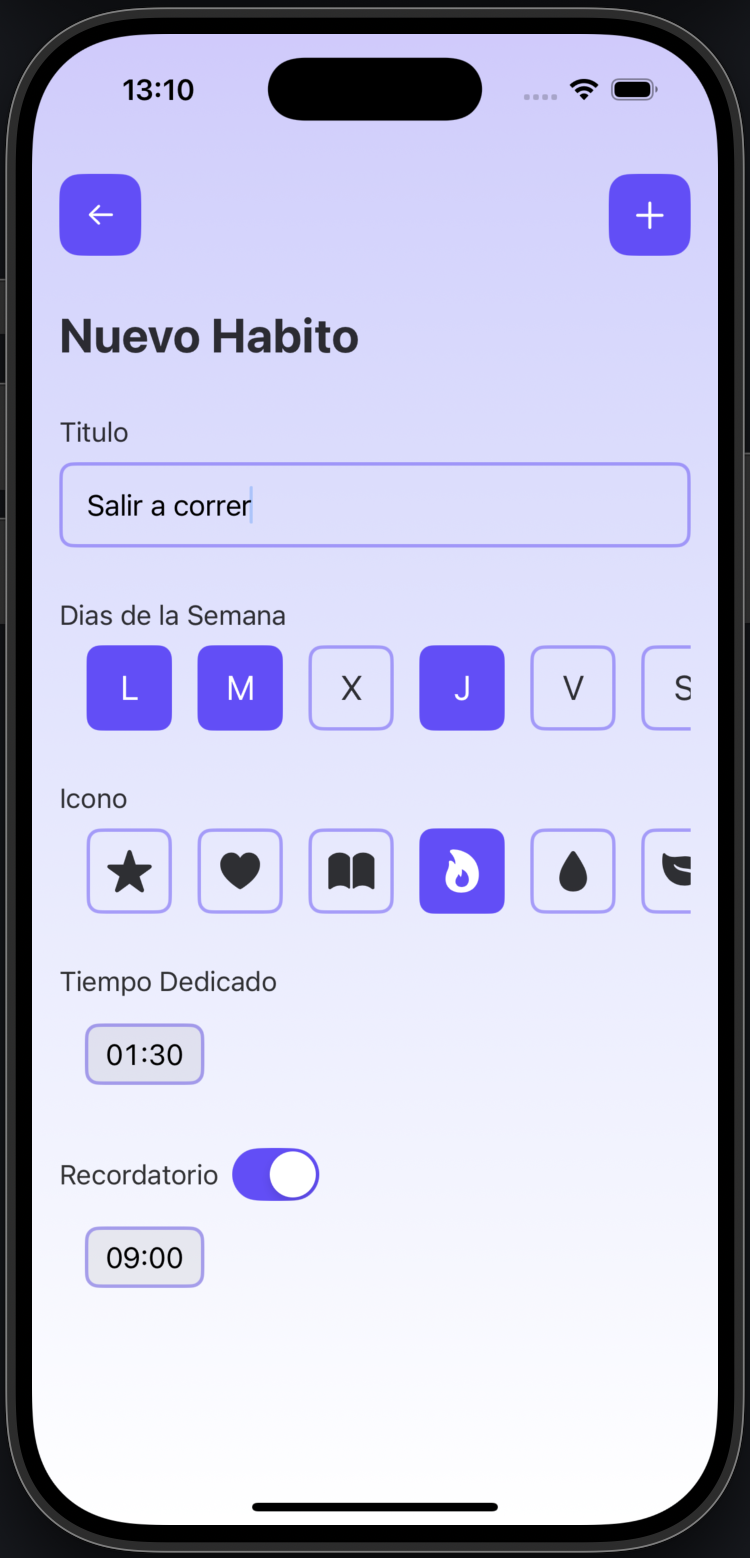 13:10
Nuevo Habito
Titulo
Salir a correr
Dias de la Semana
L M X J V S
Icono
Tiempo Dedicado
01:30
Recordatorio
09:00